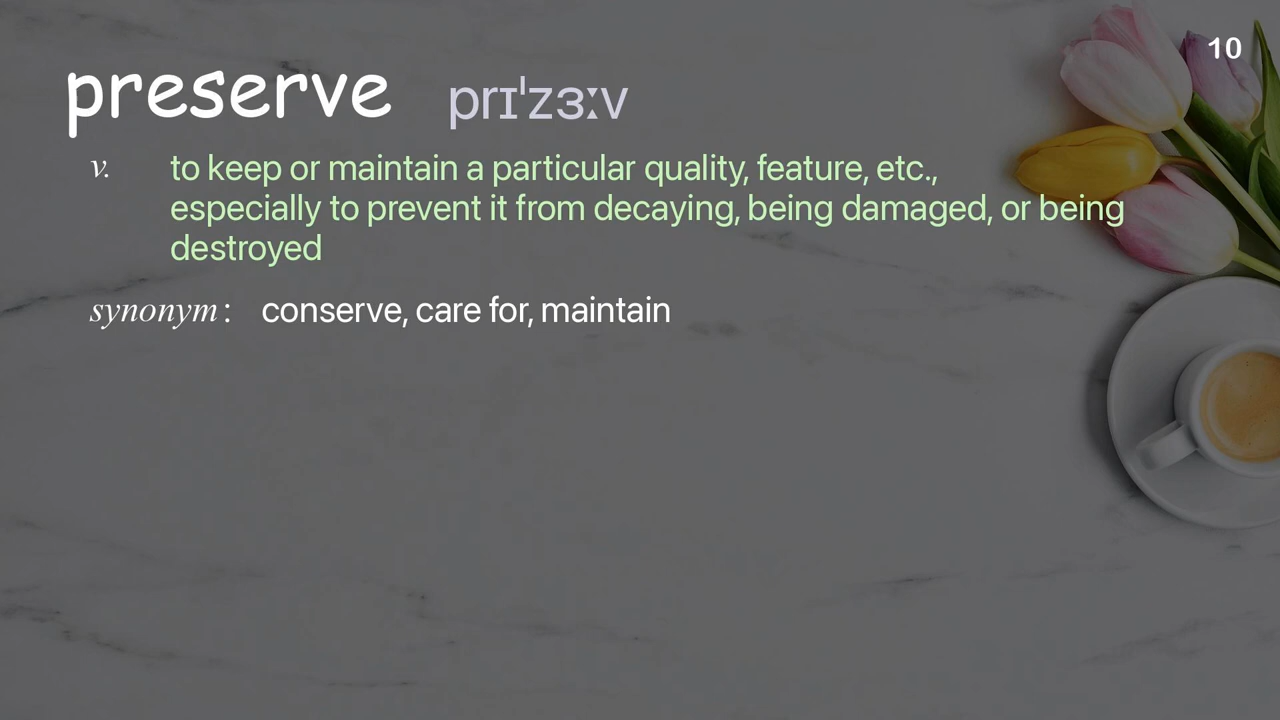 10
preserve prɪˈzɜːv
v. to keep or maintain a particular quality, feature, etc.,
especially to prevent it from decaying, being damaged, or being
destroyed
synonym : conserve, care for, maintain